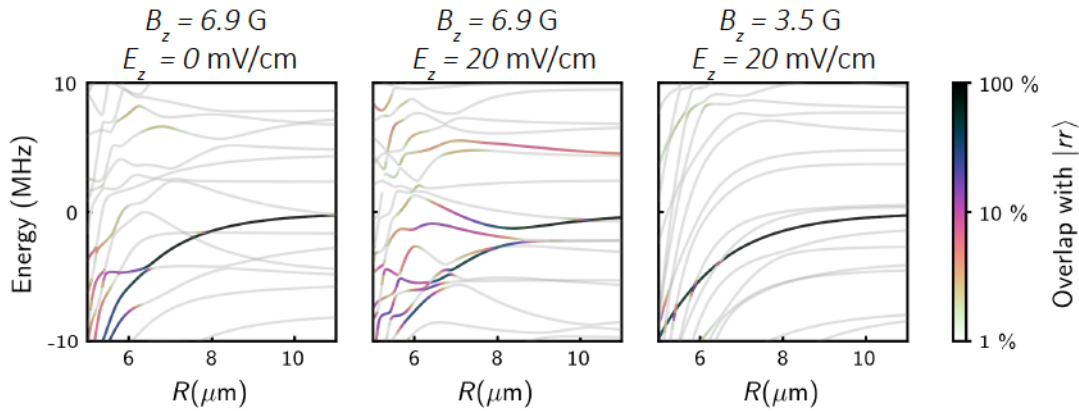 B_z = 6.9 G
E_z = 0 mV/cm
B_z = 6.9 G
E_z = 20 mV/cm
B_z = 3.5 G
E_z = 20 mV/cm
Energy (MHz)
10
0
-10
6 8 10
R(μm)
6 8 10
R(μm)
6 8 10
R(μm)
100 %
10 %
1 %
Overlap with |rr⟩